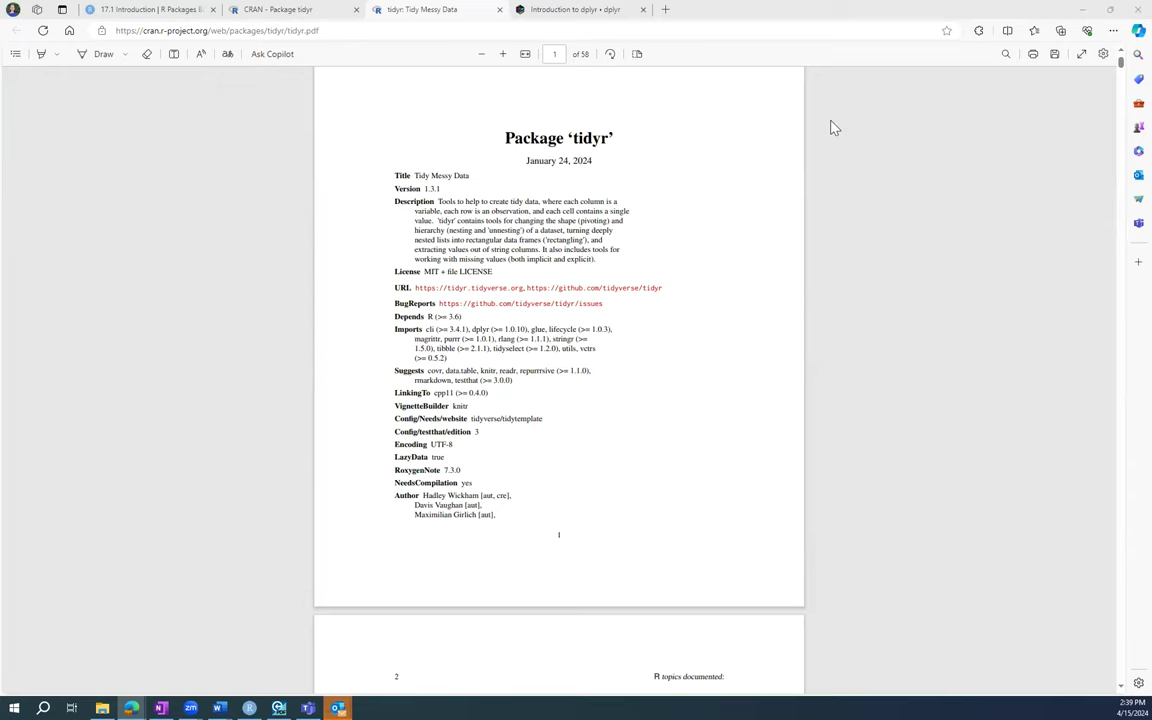 17.1 Introduction | R Packages B
CRAN - Package tidyr
tidyr: Tidy Messy Data
Introduction to dplyr • dplyr
https://cran.r-project.org/web/packages/tidyr/tidyr.pdf
Draw
Ask Copilot
1 of 58
Package ‘tidyr’
January 24, 2024
Title Tidy Messy Data
Version 1.3.1
Description Tools to help to create tidy data, where each column is a
variable, each row is an observation, and each cell contains a single
value. 'tidyr' contains tools for changing the shape (pivoting) and
hierarchy (nesting and 'unnesting') of a dataset, turning deeply
nested lists into rectangular data frames ('rectangling'), and
extracting values out of string columns. It also includes tools for
working with missing values (both implicit and explicit).
License MIT + file LICENSE
URL https://tidyr.tidyverse.org, https://github.com/tidyverse/tidyr
BugReports https://github.com/tidyverse/tidyr/issues
Depends R (>= 3.6)
Imports cli (>= 3.4.1), dplyr (>= 1.0.10), glue, lifecycle (>= 1.0.3),
magrittr, purrr (>= 1.0.1), rlang (>= 1.1.1), stringr (>=
1.5.0), tibble (>= 2.1.1), tidyselect (>= 1.2.0), utils, vctrs
(>= 0.5.2)
Suggests covr, data.table, knitr, readr, repurrrsive (>= 1.1.0),
rmarkdown, testthat (>= 3.0.0)
LinkingTo cpp11 (>= 0.4.0)
VignetteBuilder knitr
Config/Needs/website tidyverse/tidytemplate
Config/testthat/edition 3
Encoding UTF-8
LazyData true
RoxygenNote 7.3.0
NeedsCompilation yes
Author Hadley Wickham [aut, cre],
Davis Vaughan [aut],
Maximilian Girlich [aut],
1
2 R topics documented:
2:39 PM
4/15/2024